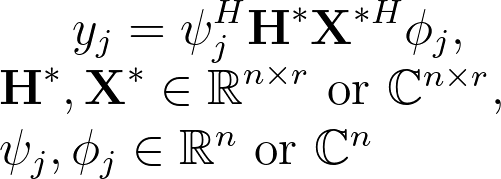 y_j = ψ_j^H H^* X^{*H} ϕ_j,
H^*, X^* ∈ ℝ^{n×r} or ℂ^{n×r},
ψ_j, ϕ_j ∈ ℝ^n or ℂ^n